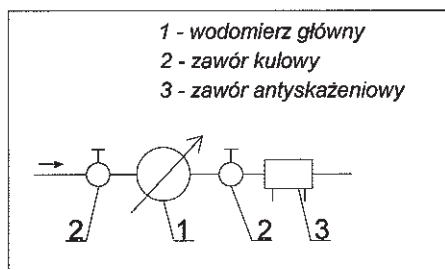 1 - wodomierz główny
2 - zawór kulowy
3 - zawór antyskażeniowy
2 1 2 3